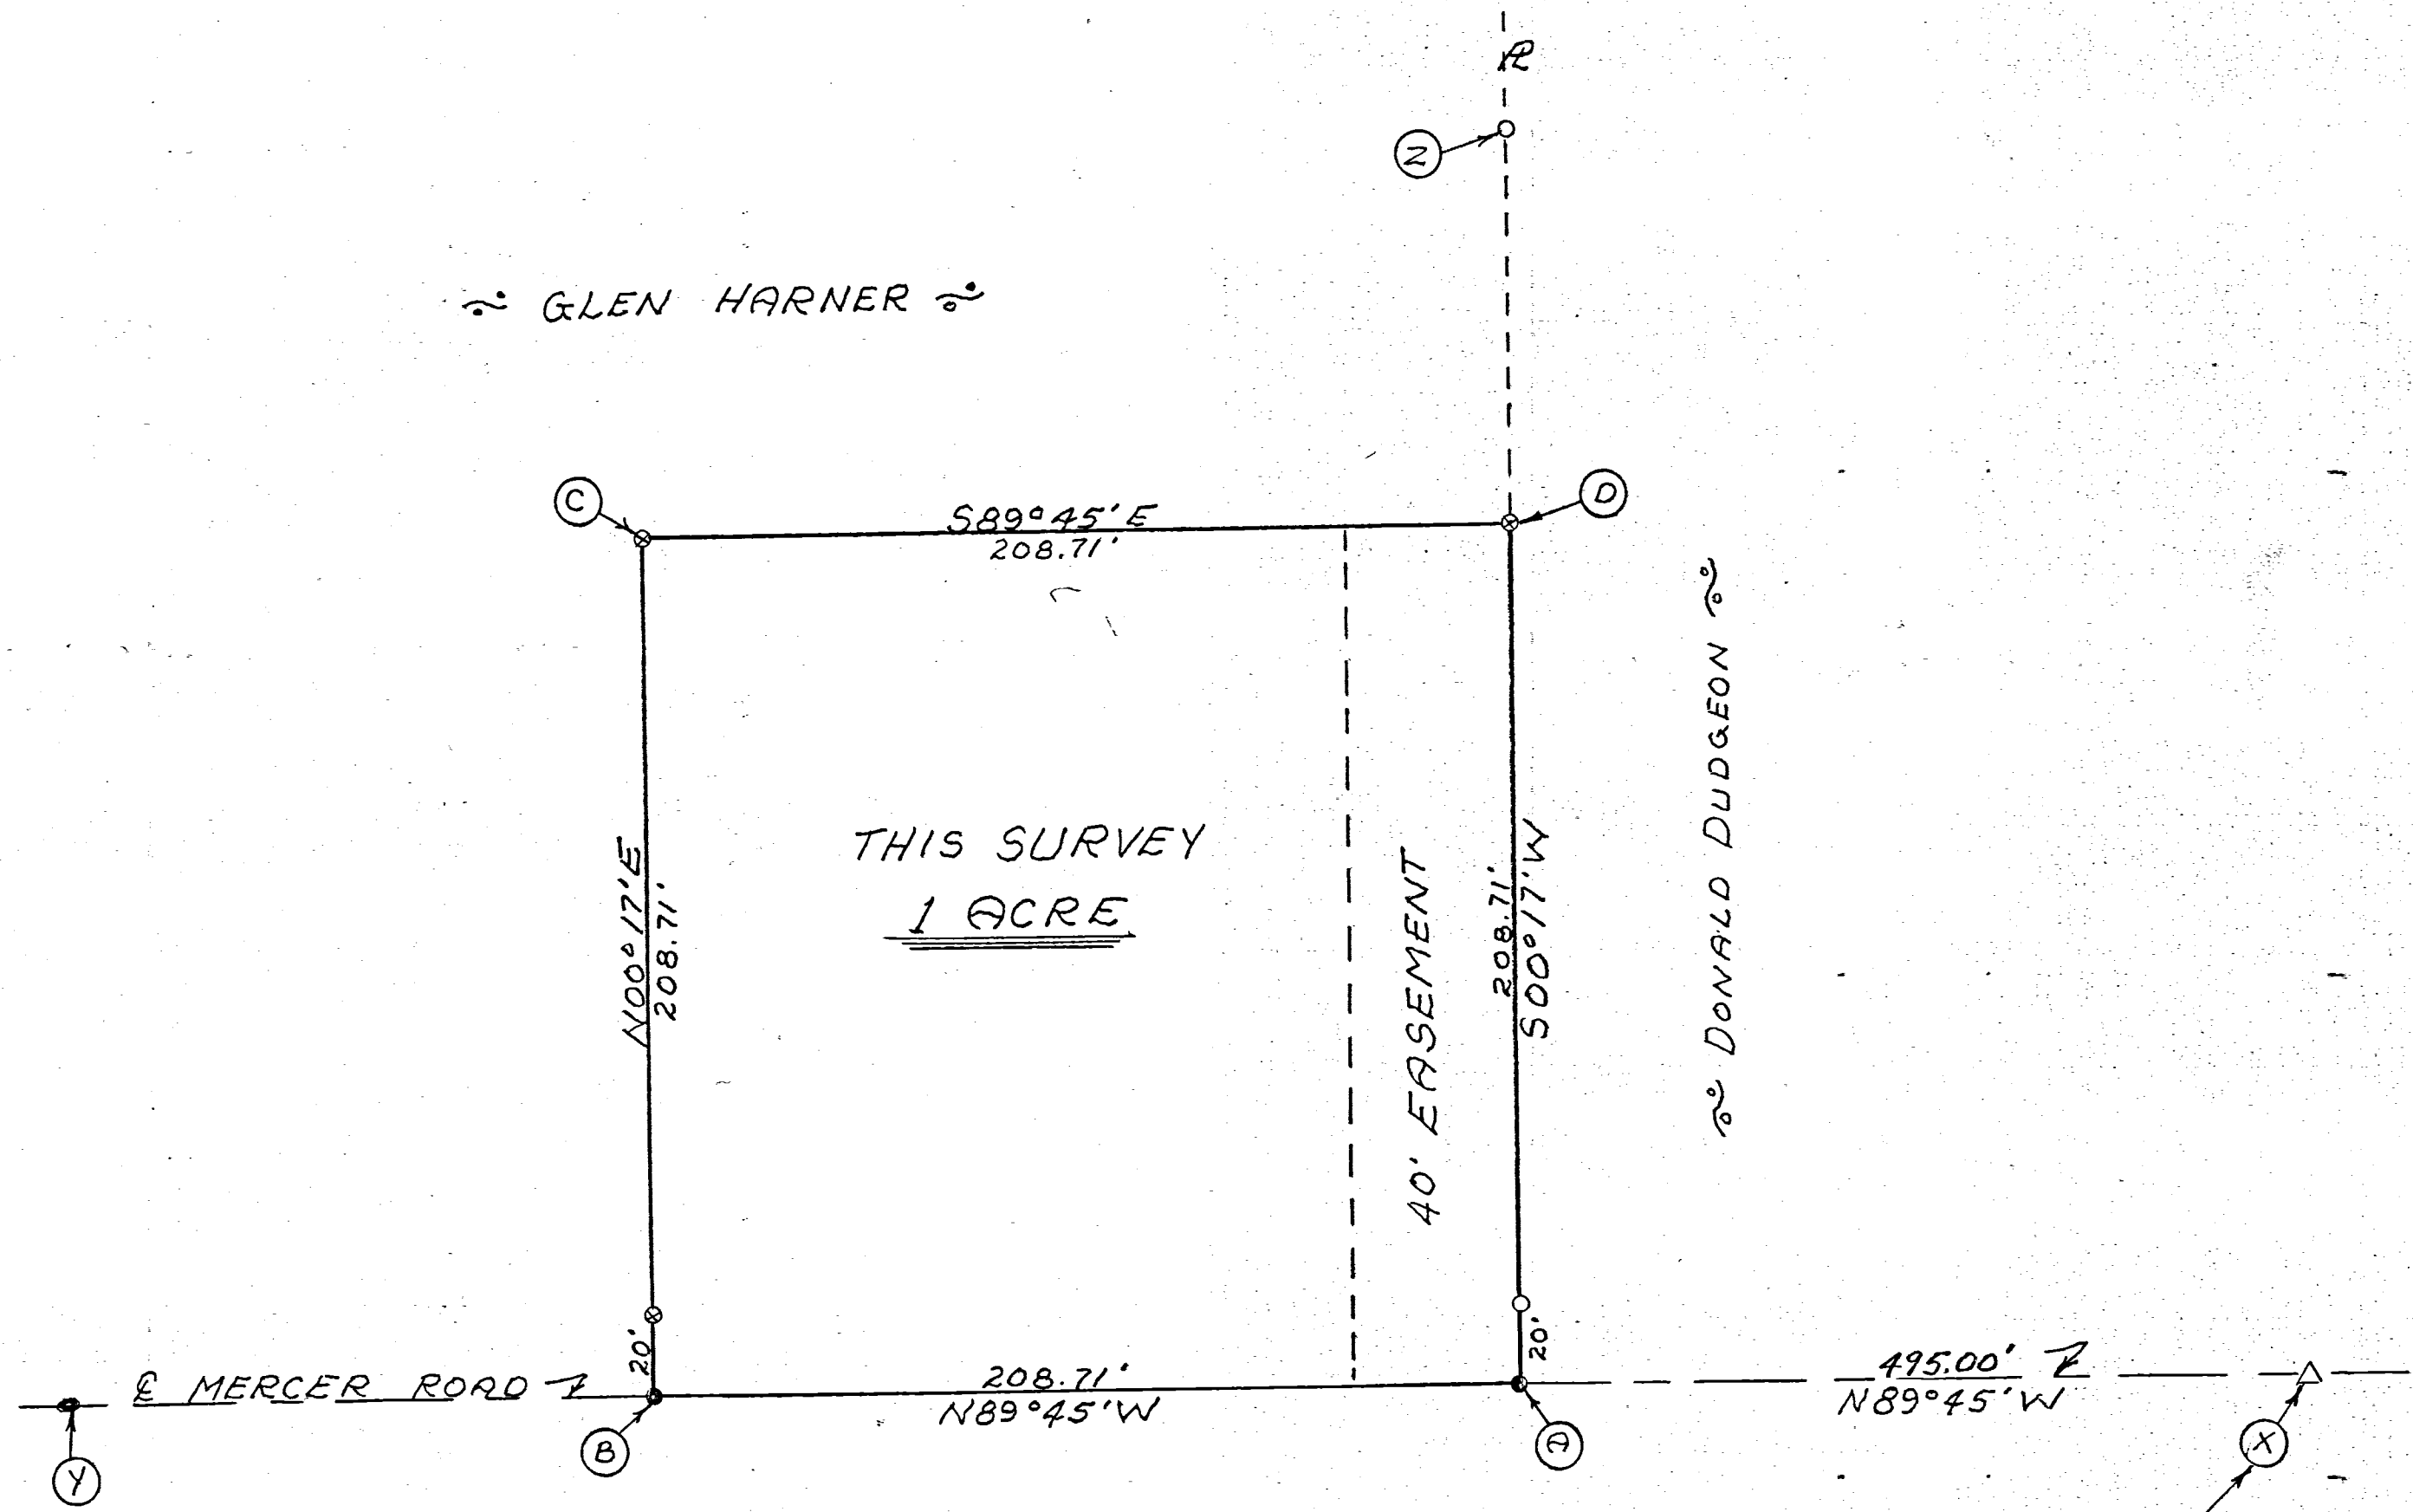 ℄
Z
GLEN HARNER
C
D
S89°45'E
208.71'
N00°17'E
208.71'
THIS SURVEY
1 ACRE
40' EASEMENT
208.71'
S00°17'W
DONALD DUDGEON
20'
20'
℄ MERCER ROAD
208.71'
N89°45'W
495.00'
N89°45'W
Y
B
A
X